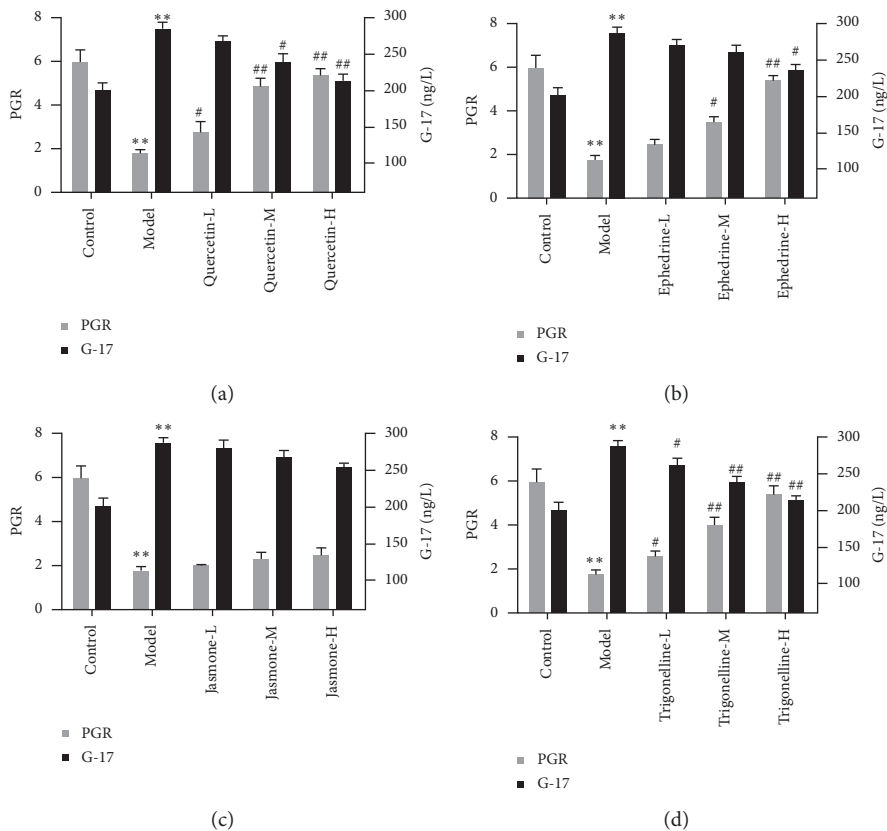 8
6
4
2
0
PGR
300
250
200
150
100
G-17 (ng/L)
**
**
#
##
#
##
##
Control
Model
Quercetin-L
Quercetin-M
Quercetin-H
PGR
G-17
(a)
8
6
4
2
0
PGR
300
250
200
150
100
G-17 (ng/L)
**
**
#
##
#
Control
Model
Ephedrine-L
Ephedrine-M
Ephedrine-H
PGR
G-17
(b)
8
6
4
2
0
PGR
300
250
200
150
100
G-17 (ng/L)
**
**
Control
Model
Jasmone-L
Jasmone-M
Jasmone-H
PGR
G-17
(c)
8
6
4
2
0
PGR
300
250
200
150
100
G-17 (ng/L)
**
**
#
#
##
##
##
##
Control
Model
Trigonelline-L
Trigonelline-M
Trigonelline-H
PGR
G-17
(d)